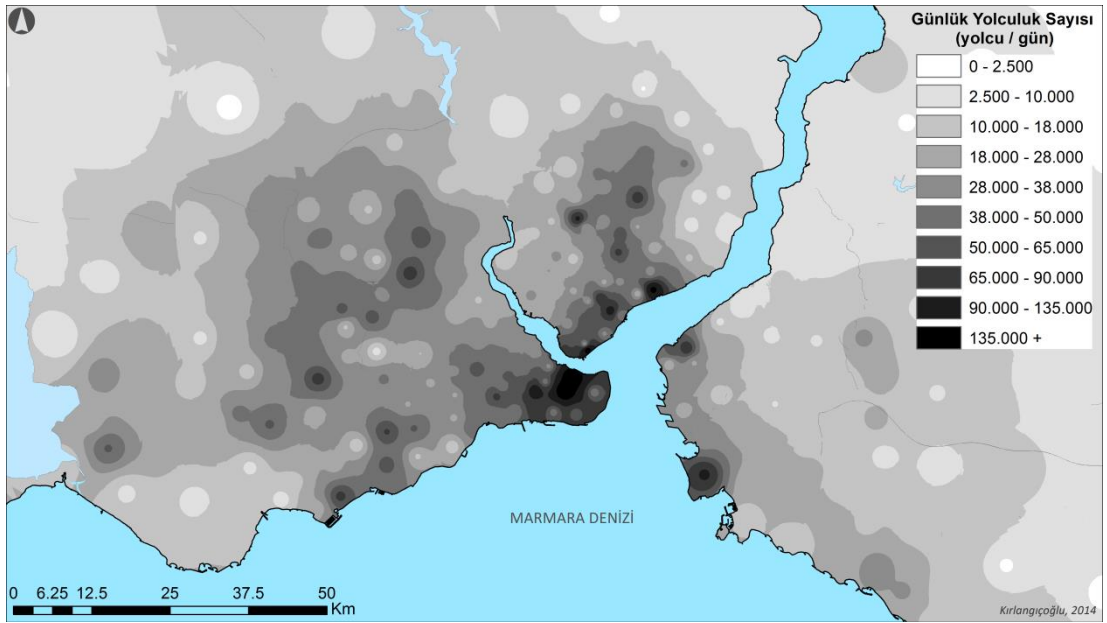 Günlük Yolculuk Sayısı
(yolcu / gün)
0 - 2.500
2.500 - 10.000
10.000 - 18.000
18.000 - 28.000
28.000 - 38.000
38.000 - 50.000
50.000 - 65.000
65.000 - 90.000
90.000 - 135.000
135.000 +
MARMARA DENİZİ
0 6.25 12.5 25 37.5 50
Km
Kırlangıçoğlu, 2014